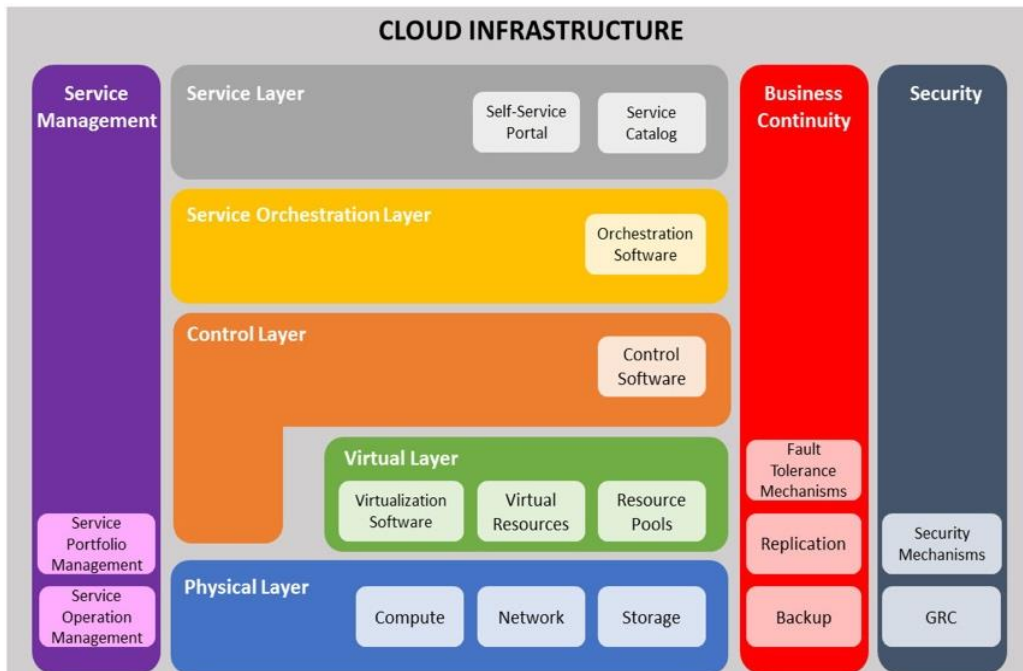 CLOUD INFRASTRUCTURE
Service
Management
Service
Portfolio
Management
Service
Operation
Management
Service Layer
Self-Service
Portal
Service
Catalog
Service Orchestration Layer
Orchestration
Software
Control Layer
Control
Software
Virtual Layer
Virtualization
Software
Virtual
Resources
Resource
Pools
Physical Layer
Compute
Network
Storage
Business
Continuity
Fault
Tolerance
Mechanisms
Replication
Backup
Security
Security
Mechanisms
GRC